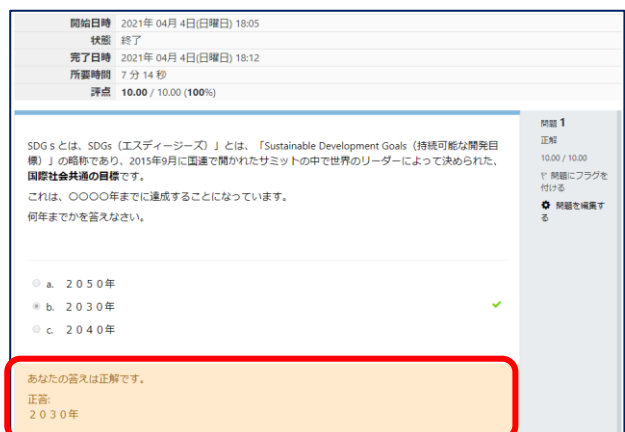 開始日時 2021年 04月 4日(日曜日) 18:05
状態 終了
完了日時 2021年 04月 4日(日曜日) 18:12
所要時間 7 分 14 秒
評点 10.00 / 10.00 (100%)
SDGｓとは、SDGs（エスディージーズ）」とは、「Sustainable Development Goals（持続可能な開発目
標）」の略称であり、2015年9月に国連で開かれたサミットの中で世界のリーダーによって決められた、
国際社会共通の目標です。
これは、〇〇〇〇年までに達成することになっています。
何年までかを答えなさい。
a. ２０５０年
b. ２０３０年
c. ２０４０年
あなたの答えは正解です。
正答:
２０３０年
問題 1
正解
10.00 / 10.00
問題にフラグを
付ける
問題を編集す
る